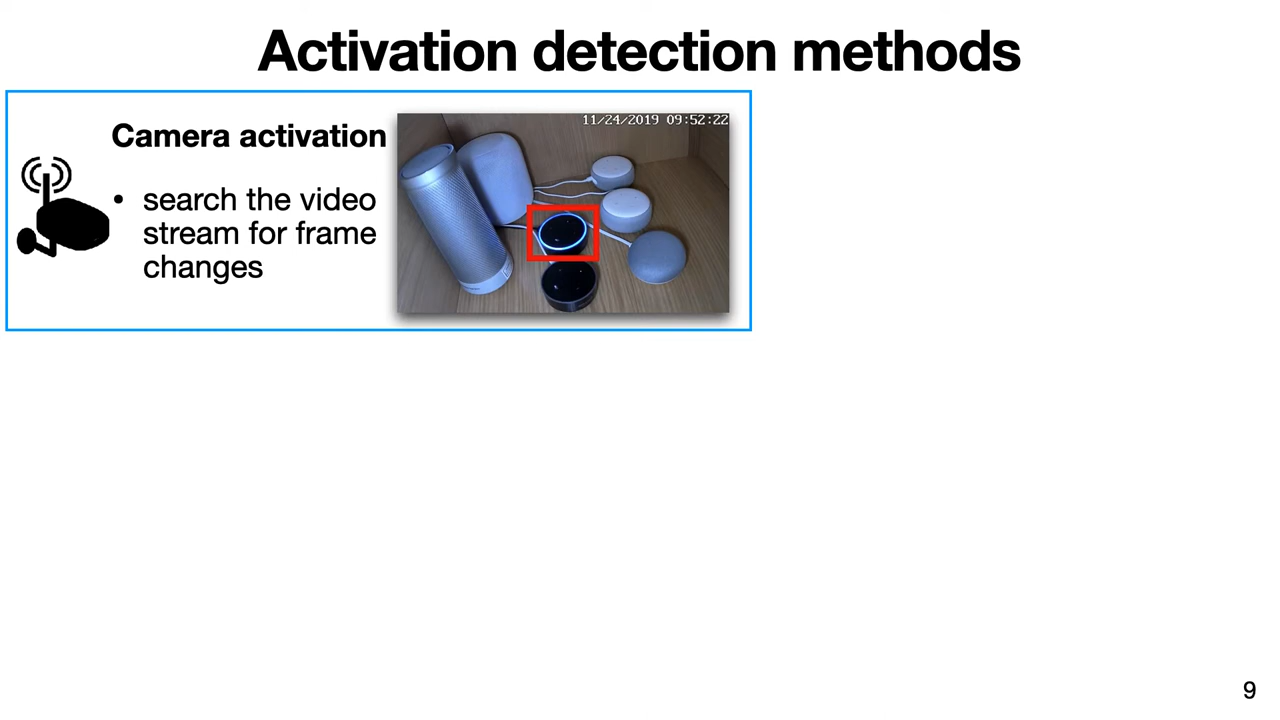 Activation detection methods
Camera activation
11/24/2019 09:52:22
• search the video
stream for frame
changes
9